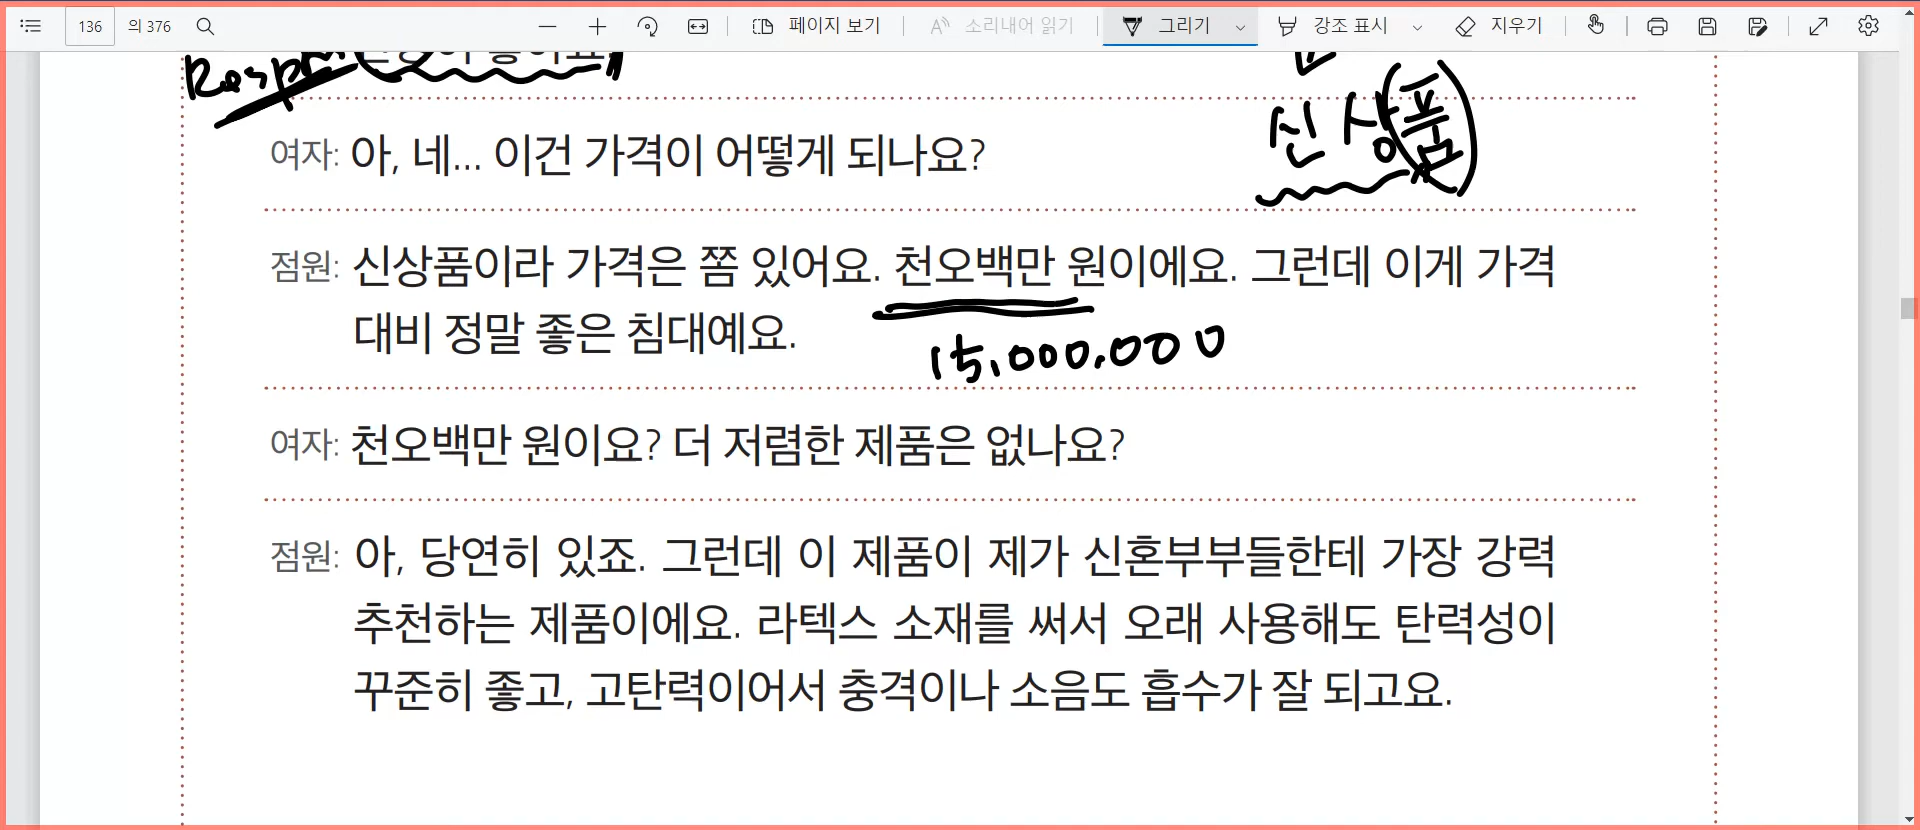 136 의 376 페이지 보기 소리내어 읽기 그리기 강조 표시 지우기
신상품
여자: 아, 네... 이건 가격이 어떻게 되나요?
점원: 신상품이라 가격은 쫌 있어요. 천오백만 원이에요. 그런데 이게 가격
대비 정말 좋은 침대예요.
15,000,000
여자: 천오백만 원이요? 더 저렴한 제품은 없나요?
점원: 아, 당연히 있죠. 그런데 이 제품이 제가 신혼부부들한테 가장 강력
추천하는 제품이에요. 라텍스 소재를 써서 오래 사용해도 탄력성이
꾸준히 좋고, 고탄력이어서 충격이나 소음도 흡수가 잘 되고요.